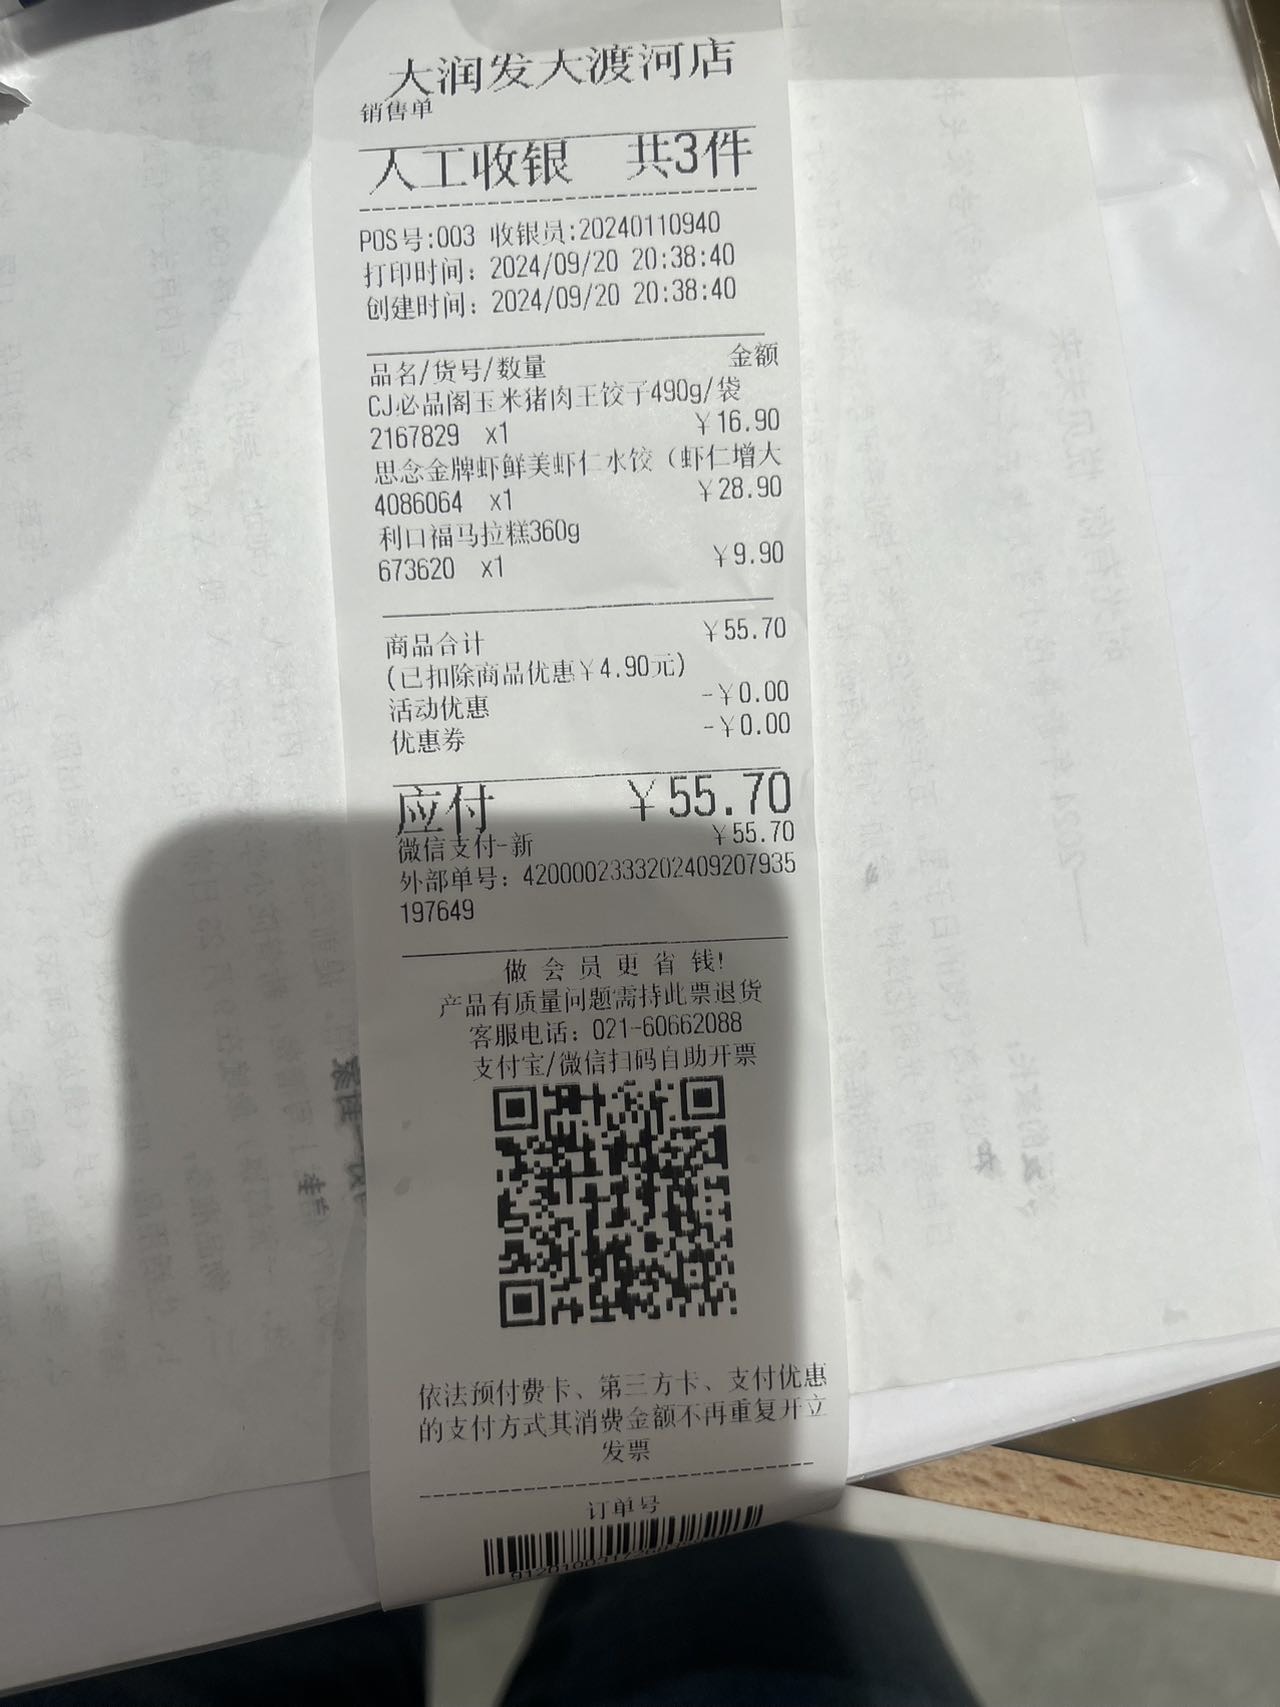 大润发大渡河店
销售单
人工收银 共3件
POS号:003 收银员:20240110940
打印时间: 2024/09/20 20:38:40
创建时间: 2024/09/20 20:38:40
品名/货号/数量 金额
CJ必品阁玉米猪肉王饺子490g/袋
2167829 x1 ¥16.90
思念金牌虾鲜美虾仁水饺（虾仁增大
4086064 x1 ¥28.90
利口福马拉糕360g
673620 x1 ¥9.90
商品合计 ¥55.70
(已扣除商品优惠¥4.90元)
活动优惠 -¥0.00
优惠券 -¥0.00
应付 ¥55.70
微信支付-新 ¥55.70
外部单号: 4200002333202409207935
197649
做会员更省钱!
产品有质量问题需持此票退货
客服电话: 021-60662088
支付宝/微信扫码自助开票
依法预付费卡、第三方卡、支付优惠
的支付方式其消费金额不再重复开立
发票
订单号